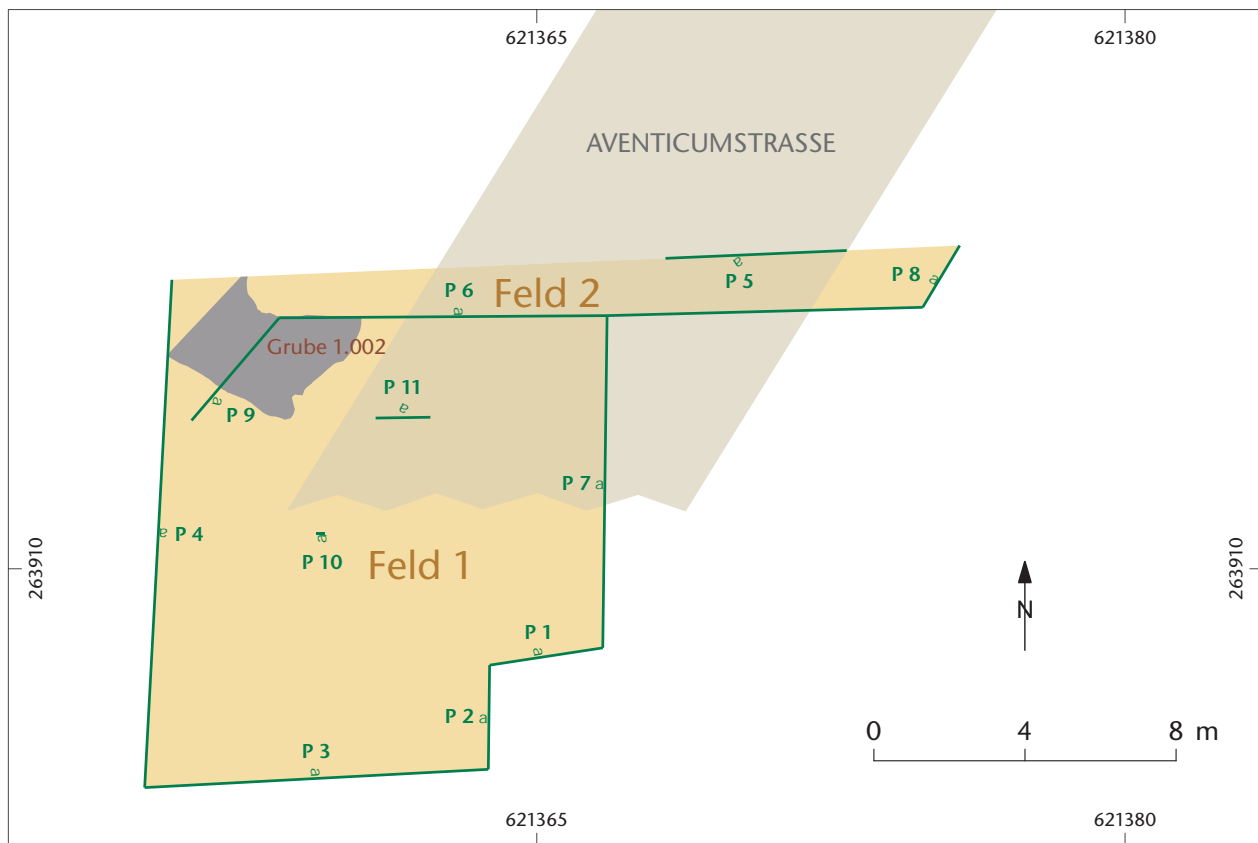 621365
621380
AVENTICUMSTRASSE
P 8 a
a
P 5
P 6
a
Feld 2
Grube 1.002
P 11
a
a
P 9
P 7 a
a P 4
a
P 10
Feld 1
263910
263910
N
P 1
a
P 2 a
P 3
a
0 4 8 m
621365
621380